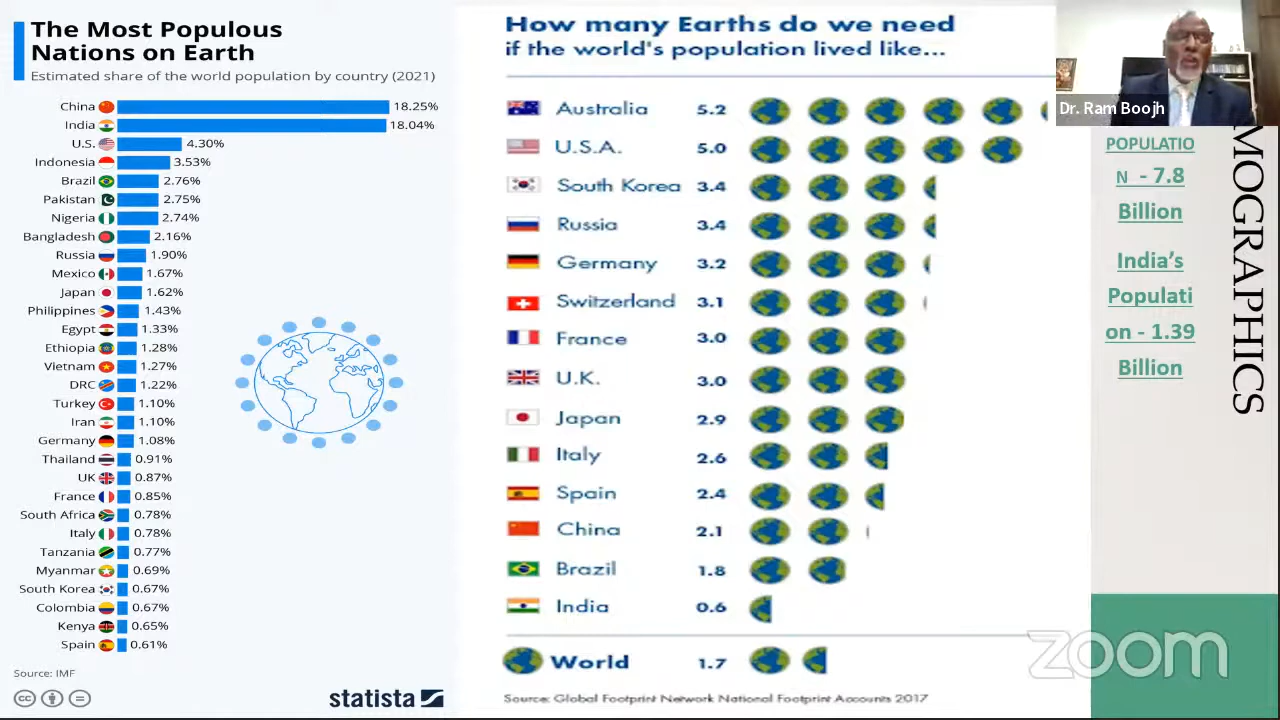 The Most Populous
Nations on Earth
Estimated share of the world population by country (2021)
China 18.25%
India 18.04%
U.S. 4.30%
Indonesia 3.53%
Brazil 2.76%
Pakistan 2.75%
Nigeria 2.74%
Bangladesh 2.16%
Russia 1.90%
Mexico 1.67%
Japan 1.62%
Philippines 1.43%
Egypt 1.33%
Ethiopia 1.28%
Vietnam 1.27%
DRC 1.22%
Turkey 1.10%
Iran 1.10%
Germany 1.08%
Thailand 0.91%
UK 0.87%
France 0.85%
South Africa 0.78%
Italy 0.78%
Tanzania 0.77%
Myanmar 0.69%
South Korea 0.67%
Colombia 0.67%
Kenya 0.65%
Spain 0.61%
Source: IMF
cc
statista
How many Earths do we need
if the world's population lived like...
Australia 5.2
U.S.A. 5.0
South Korea 3.4
Russia 3.4
Germany 3.2
Switzerland 3.1
France 3.0
U.K. 3.0
Japan 2.9
Italy 2.6
Spain 2.4
China 2.1
Brazil 1.8
India 0.6
World 1.7
Source: Global Footprint Network National Footprint Accounts 2017
Dr. Ram Boojh
POPULATIO
N - 7.8
Billion
India's
Populati
on - 1.39
Billion
MOGRAPHICS
zoom